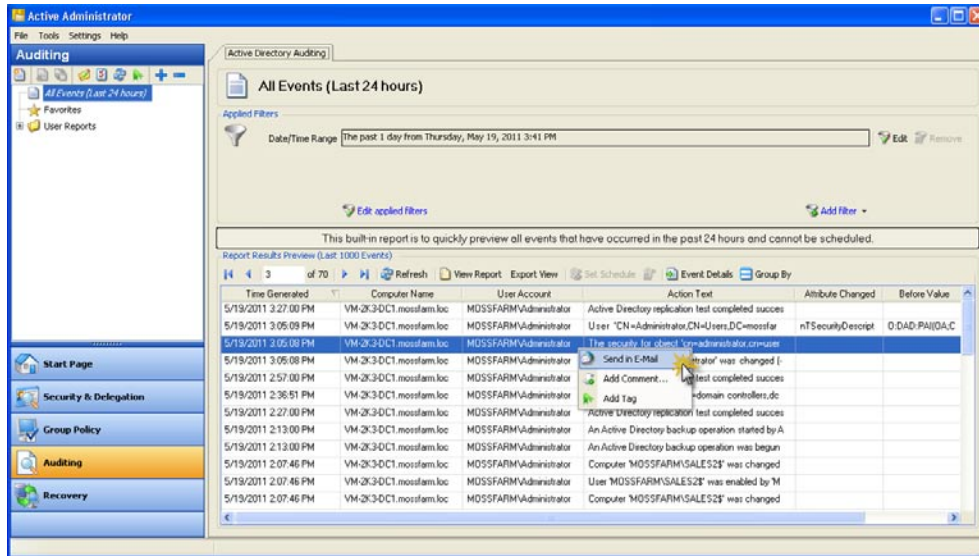 Active Administrator
File Tools Settings Help
Auditing
All Events (Last 24 hours)
Favorites
User Reports
Start Page
Security & Delegation
Group Policy
Auditing
Recovery
Active Directory Auditing
All Events (Last 24 hours)
Applied Filters
Date/Time Range The past 1 day from Thursday, May 19, 2011 3:41 PM Edit Remove
Edit applied filters Add filter
This built-in report is to quickly preview all events that have occurred in the past 24 hours and cannot be scheduled.
Report Results Preview (Last 1000 Events)
3 of 70 Refresh View Report Export View Set Schedule Event Details Group By
Time Generated Computer Name User Account Action Text Attribute Changed Before Value
5/19/2011 3:27:00 PM VM-2K3-DC1.mossfarm.loc MOSSFARM\Administrator Active Directory replication test completed succes
5/19/2011 3:05:09 PM VM-2K3-DC1.mossfarm.loc MOSSFARM\Administrator User "CN=Administrator,CN=Users,DC=mossfar nTSecurityDescript O:DAD:PAI(OA;C
5/19/2011 3:05:08 PM VM-2K3-DC1.mossfarm.loc MOSSFARM\Administrator The security for object 'cn=administrator,cn=user
5/19/2011 3:05:08 PM VM-2K3-DC1.mossfarm.loc MOSSFARM\Administrator Send in E-Mail trator' was changed (-
5/19/2011 2:57:00 PM VM-2K3-DC1.mossfarm.loc MOSSFARM\Administrator Add Comment... test completed succes
5/19/2011 2:36:51 PM VM-2K3-DC1.mossfarm.loc MOSSFARM\Administrator Add Tag =domain controllers,dc
5/19/2011 2:27:00 PM VM-2K3-DC1.mossfarm.loc MOSSFARM\Administrator Active Directory replication test completed succes
5/19/2011 2:13:00 PM VM-2K3-DC1.mossfarm.loc MOSSFARM\Administrator An Active Directory backup operation started by A
5/19/2011 2:13:00 PM VM-2K3-DC1.mossfarm.loc MOSSFARM\Administrator An Active Directory backup operation was begun
5/19/2011 2:07:46 PM VM-2K3-DC1.mossfarm.loc MOSSFARM\Administrator Computer 'MOSSFARM\SALES2$' was changed
5/19/2011 2:07:46 PM VM-2K3-DC1.mossfarm.loc MOSSFARM\Administrator User 'MOSSFARM\SALES2$' was enabled by 'M
5/19/2011 2:07:46 PM VM-2K3-DC1.mossfarm.loc MOSSFARM\Administrator Computer 'MOSSFARM\SALES2$' was changed